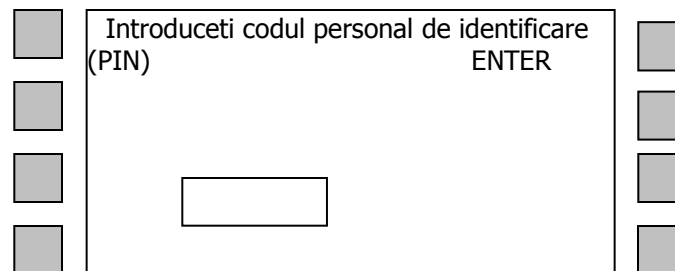 Introduceti codul personal de identificare
(PIN) ENTER